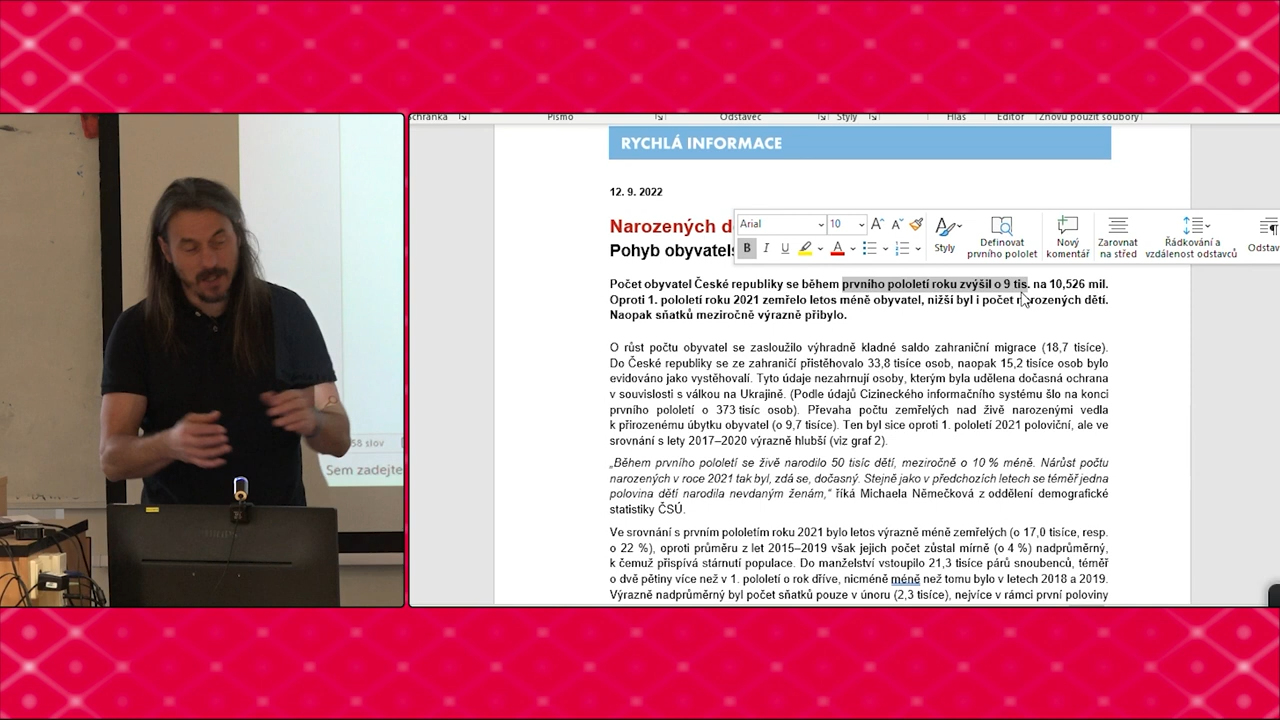 schránka
Písmo
Odstavec
Styly
Hlas
Editor
Znovu použít soubory
RYCHLÁ INFORMACE
12. 9. 2022
Narozených d
Pohyb obyvatels
Arial
10
Styly
Definovat
prvního pololet
Nový
komentář
Zarovnat
na střed
Řádkování a
vzdálenost odstavců
Odstav
Počet obyvatel České republiky se během prvního pololetí roku zvýšil o 9 tis. na 10,526 mil.
Oproti 1. pololetí roku 2021 zemřelo letos méně obyvatel, nižší byl i počet narozených dětí.
Naopak sňatků meziročně výrazně přibylo.
O růst počtu obyvatel se zasloužilo výhradně kladné saldo zahraniční migrace (18,7 tisíce).
Do České republiky se ze zahraničí přistěhovalo 33,8 tisíce osob, naopak 15,2 tisíce osob bylo
evidováno jako vystěhovalí. Tyto údaje nezahrnují osoby, kterým byla udělena dočasná ochrana
v souvislosti s válkou na Ukrajině. (Podle údajů Cizineckého informačního systému šlo na konci
prvního pololetí o 373 tisíc osob). Převaha počtu zemřelých nad živě narozenými vedla
k přirozenému úbytku obyvatel (o 9,7 tisíce). Ten byl sice oproti 1. pololetí 2021 poloviční, ale ve
srovnání s lety 2017–2020 výrazně hlubší (viz graf 2).
„Během prvního pololetí se živě narodilo 50 tisíc dětí, meziročně o 10 % méně. Nárůst počtu
narozených v roce 2021 tak byl, zdá se, dočasný. Stejně jako v předchozích letech se téměř jedna
polovina dětí narodila nevdaným ženám,“ říká Michaela Němečková z oddělení demografické
statistiky ČSÚ.
Ve srovnání s prvním pololetím roku 2021 bylo letos výrazně méně zemřelých (o 17,0 tisíce, resp.
o 22 %), oproti průměru z let 2015–2019 však jejich počet zůstal mírně (o 4 %) nadprůměrný,
k čemuž přispívá stárnutí populace. Do manželství vstoupilo 21,3 tisíce párů snoubenců, téměř
o dvě pětiny více než v 1. pololetí o rok dříve, nicméně méně než tomu bylo v letech 2018 a 2019.
Výrazně nadprůměrný byl počet sňatků pouze v únoru (2,3 tisíce), nejvíce v rámci první poloviny
58 slov
Sem zadejte